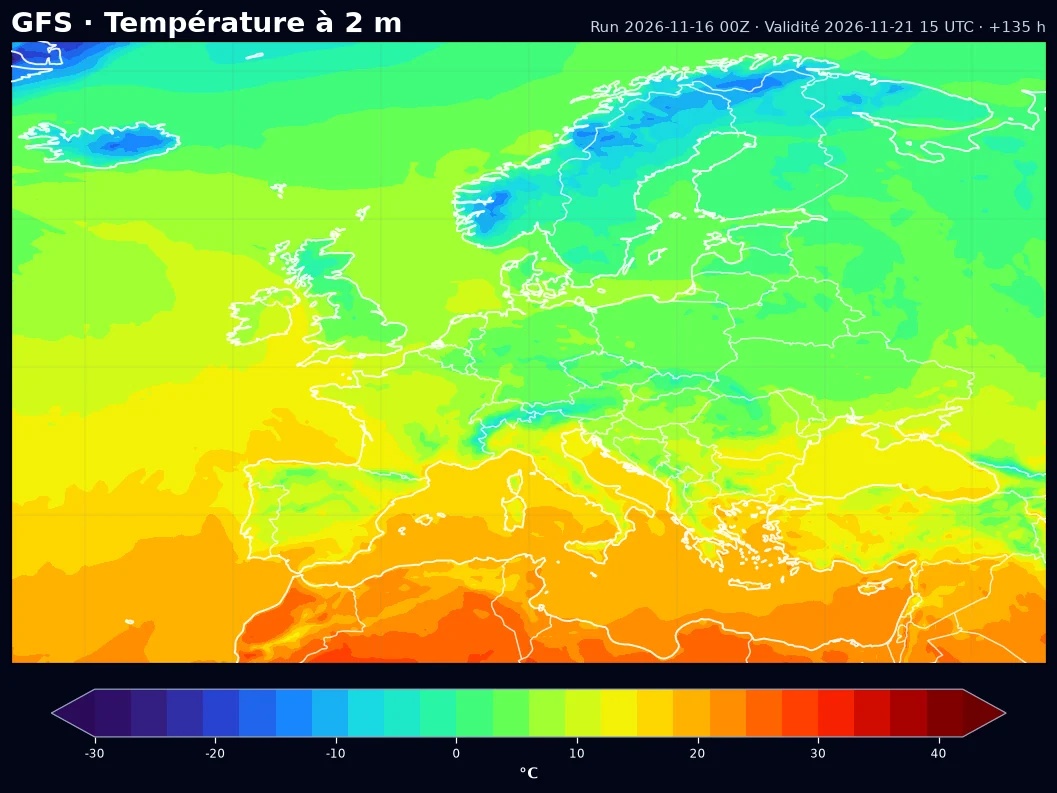 GFS · Température à 2 m
Run 2026-11-16 00Z · Validité 2026-11-21 15 UTC · +135 h
-30 -20 -10 0 10 20 30 40
°C